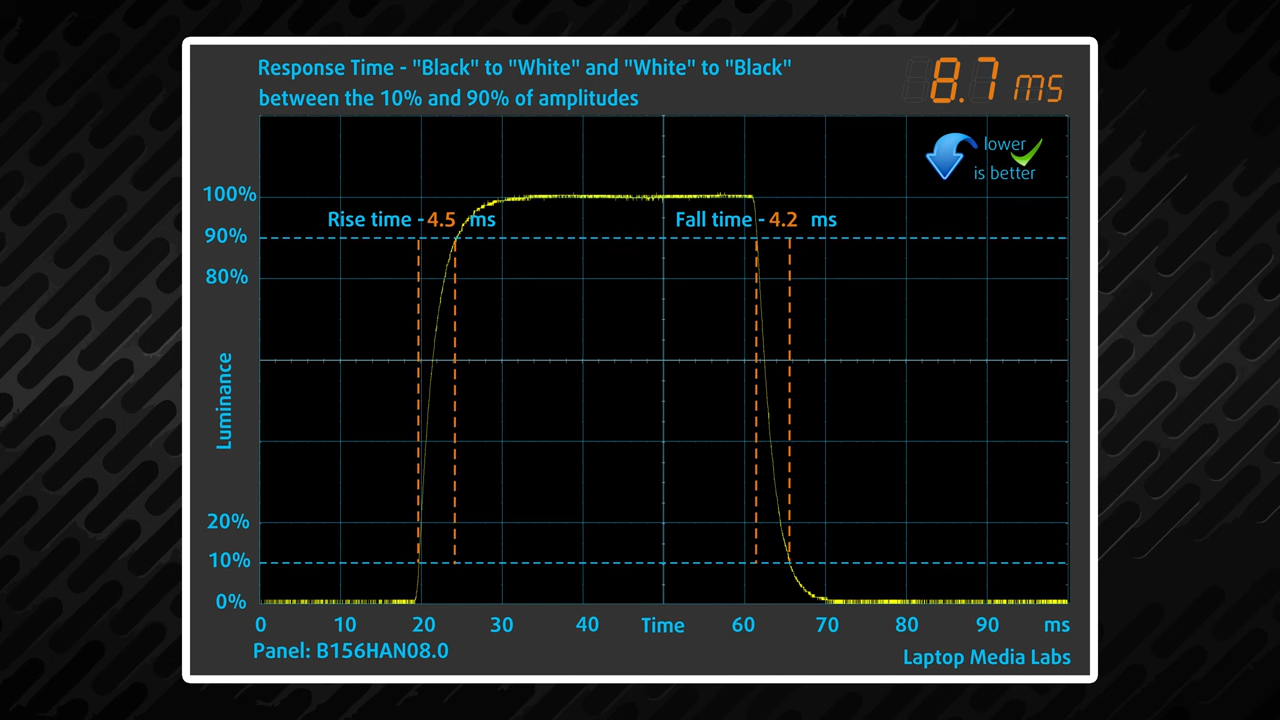 Response Time - "Black" to "White" and "White" to "Black"
between the 10% and 90% of amplitudes
8.7 ms
lower
is better
100%
Rise time - 4.5 ms
Fall time - 4.2 ms
90%
80%
Luminance
20%
10%
0%
0 10 20 30 40 Time 60 70 80 90 ms
Panel: B156HAN08.0
Laptop Media Labs